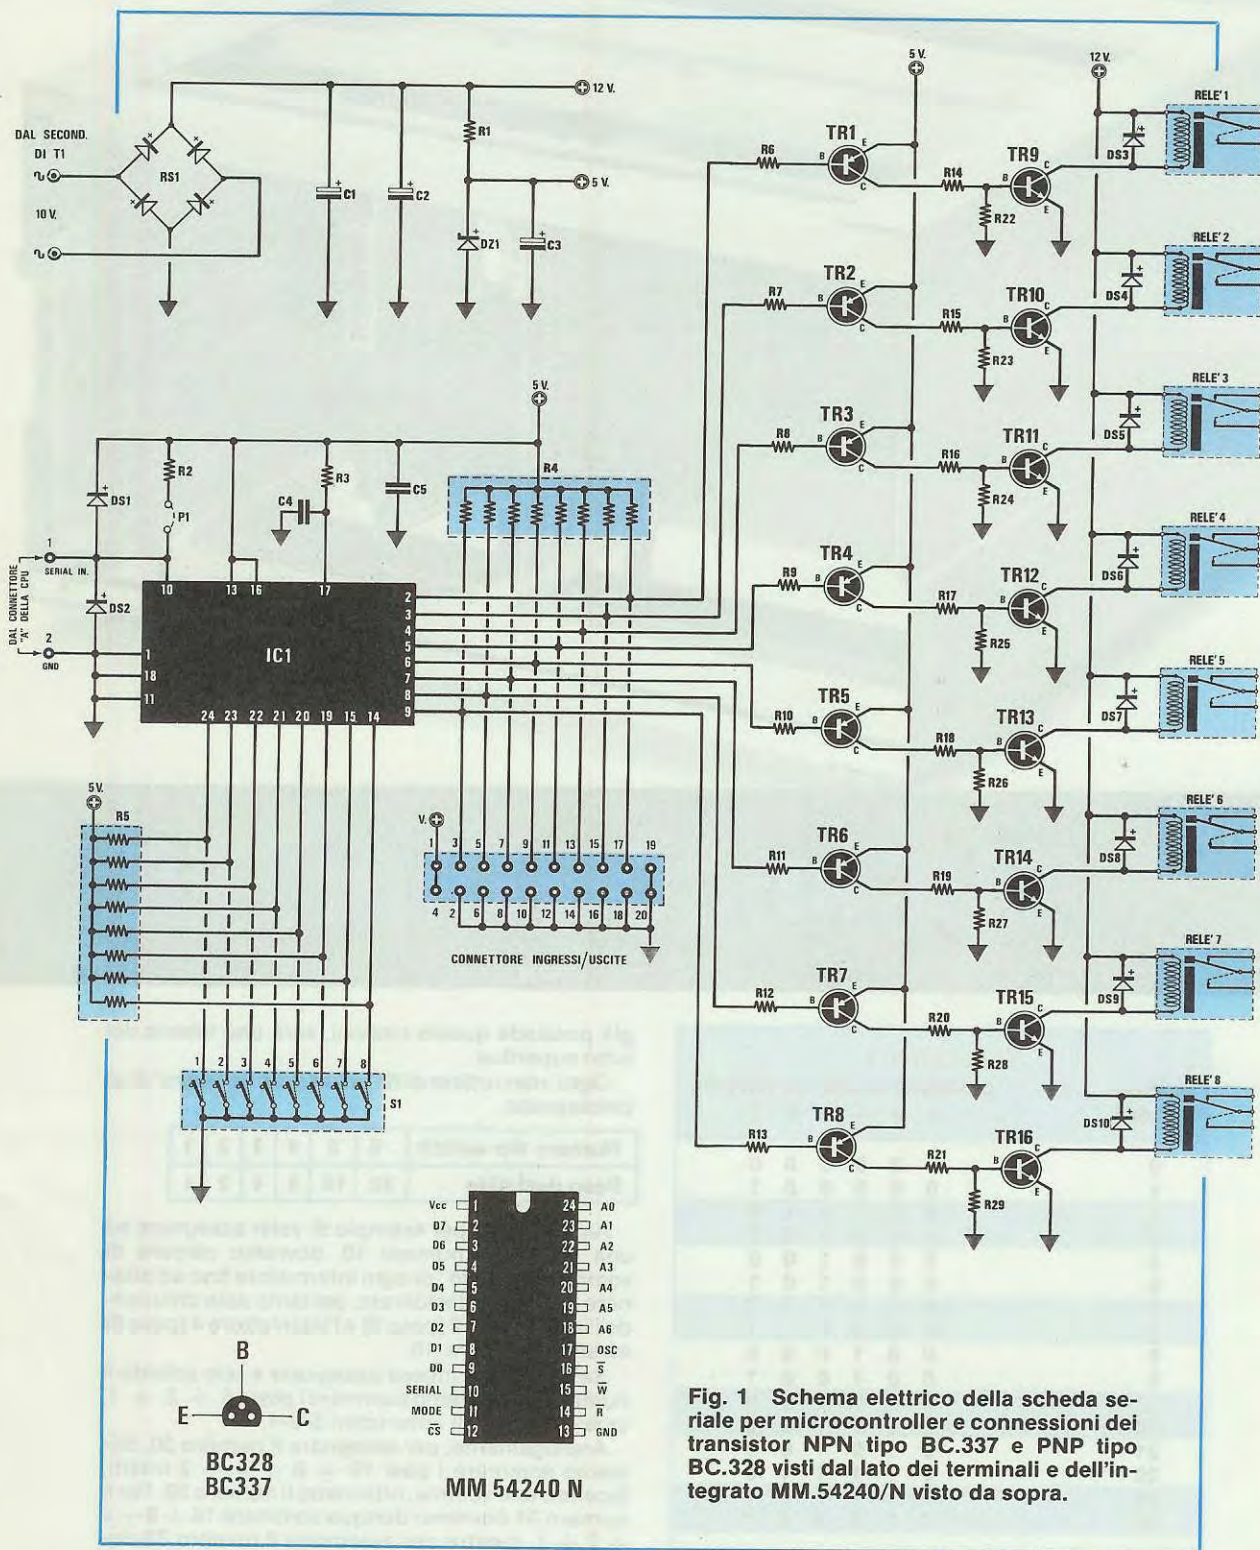 5 V.
12 V.
RELE' 1
12 V.
DAL SECOND.
DI T1
10 V.
RS1
C1
C2
R1
5 V.
DZ1
C3
R6
TR1
B
E
C
R14
TR9
B
C
E
R22
DS3
RELE' 2
R7
TR2
B
E
C
R15
TR10
B
C
E
R23
DS4
RELE' 3
R8
TR3
B
E
C
R16
TR11
B
C
E
R24
DS5
RELE' 4
R9
TR4
B
E
C
R17
TR12
B
C
E
R25
DS6
RELE' 5
R10
TR5
B
E
C
R18
TR13
B
C
E
R26
DS7
RELE' 6
R11
TR6
B
E
C
R19
TR14
B
C
E
R27
DS8
RELE' 7
R12
TR7
B
E
C
R20
TR15
B
C
E
R28
DS9
RELE' 8
R13
TR8
B
E
C
R21
TR16
B
C
E
R29
DS10
5 V.
R2
P1
DS1
DS2
R3
C4
C5
R4
DAL CONNETTORE
"A" DELLA CPU
1
SERIAL IN.
2
GND
10 13 16 17
IC1
1
18
11
2
3
4
5
6
7
8
9
24 23 22 21 20 19 15 14
5 V.
R5
V.
1 3 5 7 9 11 13 15 17 19
4 2 6 8 10 12 14 16 18 20
CONNETTORE INGRESSI/USCITE
1 2 3 4 5 6 7 8
S1
Vcc 1 24 A0
D7 2 23 A1
D6 3 22 A2
D5 4 21 A3
D4 5 20 A4
D3 6 19 A5
D2 7 18 A6
D1 8 17 OSC
D0 9 16 S̅
SERIAL 10 15 W̅
MODE 11 14 R̅
C̅S̅ 12 13 GND
MM 54240 N
B
E C
BC328
BC337
Fig. 1 Schema elettrico della scheda se-
riale per microcontroller e connessioni dei
transistor NPN tipo BC.337 e PNP tipo
BC.328 visti dal lato dei terminali e dell'in-
tegrato MM.54240/N visto da sopra.